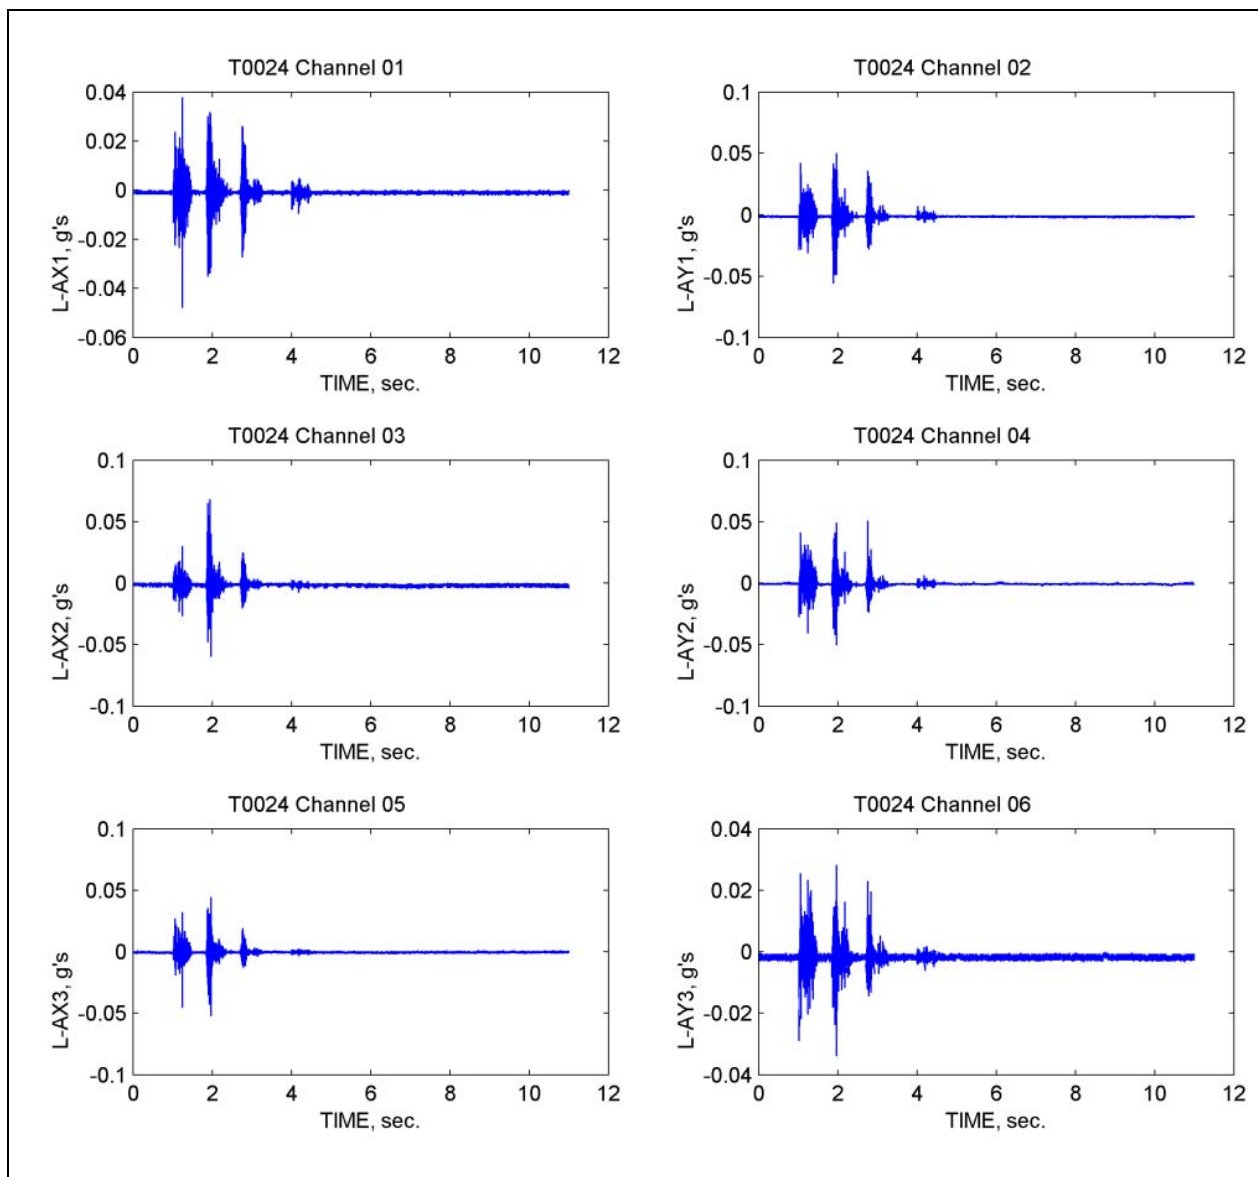 T0024 Channel 01
0.04
0.02
0
-0.02
-0.04
-0.06
L-AX1, g's
0 2 4 6 8 10 12
TIME, sec.
T0024 Channel 02
0.1
0.05
0
-0.05
-0.1
L-AY1, g's
0 2 4 6 8 10 12
TIME, sec.
T0024 Channel 03
0.1
0.05
0
-0.05
-0.1
L-AX2, g's
0 2 4 6 8 10 12
TIME, sec.
T0024 Channel 04
0.1
0.05
0
-0.05
-0.1
L-AY2, g's
0 2 4 6 8 10 12
TIME, sec.
T0024 Channel 05
0.1
0.05
0
-0.05
-0.1
L-AX3, g's
0 2 4 6 8 10 12
TIME, sec.
T0024 Channel 06
0.04
0.02
0
-0.02
-0.04
L-AY3, g's
0 2 4 6 8 10 12
TIME, sec.